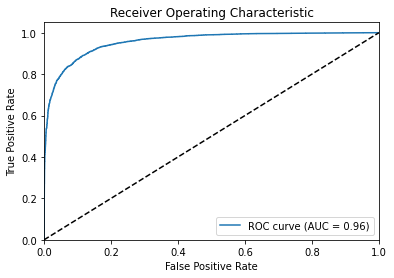 Receiver Operating Characteristic
True Positive Rate
1.0
0.8
0.6
0.4
0.2
0.0
ROC curve (AUC = 0.96)
0.0 0.2 0.4 0.6 0.8 1.0
False Positive Rate